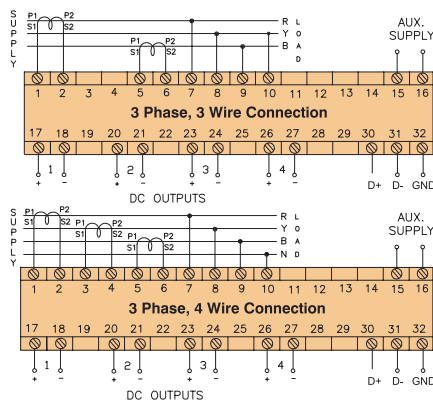 SUPPLY
P1 P2
S1 S2
P1 P2
S1 S2
R L
Y O
B A
D
AUX.
SUPPLY
1 2 3 4 5 6 7 8 9 10 11 12 13 14 15 16
3 Phase, 3 Wire Connection
17 18 19 20 21 22 23 24 25 26 27 28 29 30 31 32
1 2 3 4
+ - + - + - + - D+ D- GND
DC OUTPUTS
SUPPLY
P1 P2
S1 S2
P1 P2
S1 S2
P1 P2
S1 S2
R L
Y O
B A
N D
AUX.
SUPPLY
1 2 3 4 5 6 7 8 9 10 11 12 13 14 15 16
3 Phase, 4 Wire Connection
17 18 19 20 21 22 23 24 25 26 27 28 29 30 31 32
1 2 3 4
+ - + - + - + - D+ D- GND
DC OUTPUTS